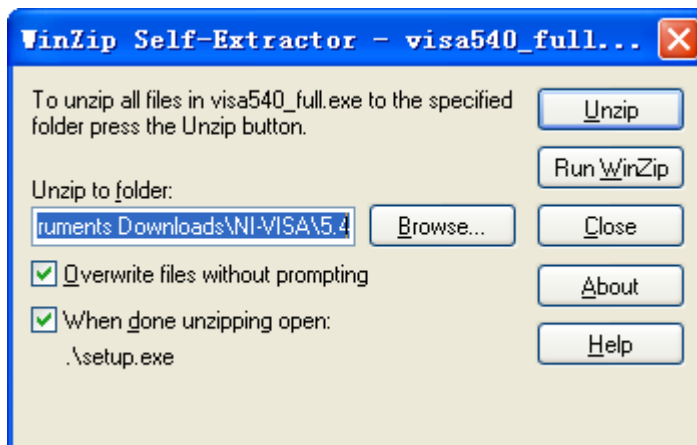 WinZip Self-Extractor - visa540_full...
To unzip all files in visa540_full.exe to the specified
folder press the Unzip button.
Unzip
Run WinZip
Unzip to folder:
ruments Downloads\NI-VISA\5.4
Browse...
Close
Overwrite files without prompting
About
When done unzipping open:
.\setup.exe
Help